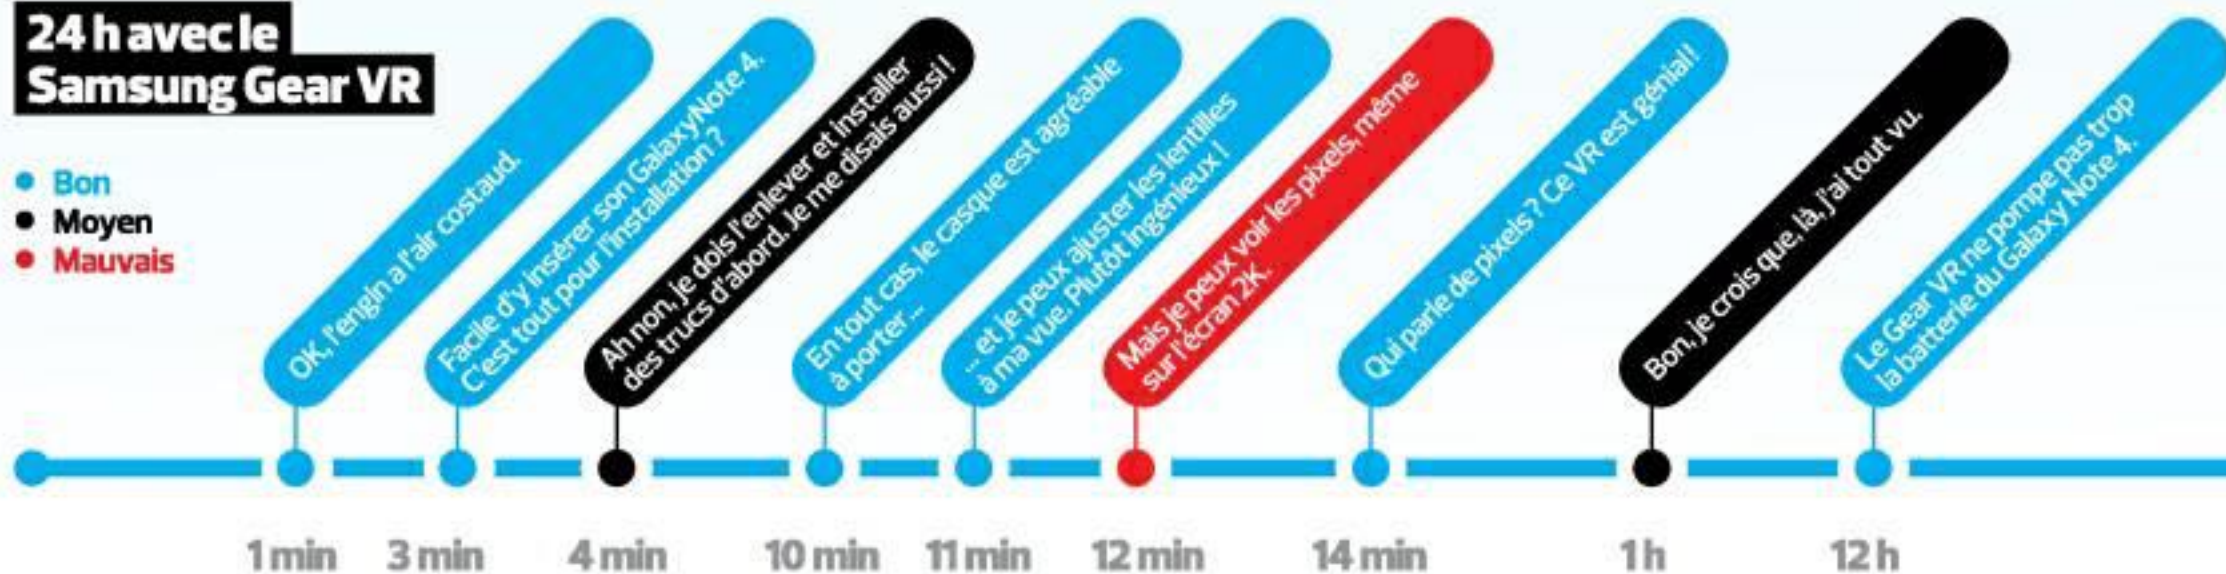 24 h avec le
Samsung Gear VR
Bon
Moyen
Mauvais
OK, l'engin a l'air costaud.
Facile d'y insérer son GalaxyNote 4.
C'est tout pour l'installation ?
Ah non, je dois l'enlever et installer
des trucs d'abord. Je me disais aussi !
En tout cas, le casque est agréable
à porter ...
... et je peux ajuster les lentilles
à ma vue. Plutôt ingénieux !
Mais je peux voir les pixels, même
sur l'écran 2K.
Qui parle de pixels ? Ce VR est génial !
Bon, je crois que, là, j'ai tout vu.
Le Gear VR ne pompe pas trop
la batterie du Galaxy Note 4.
1 min
3 min
4 min
10 min
11 min
12 min
14 min
1 h
12 h